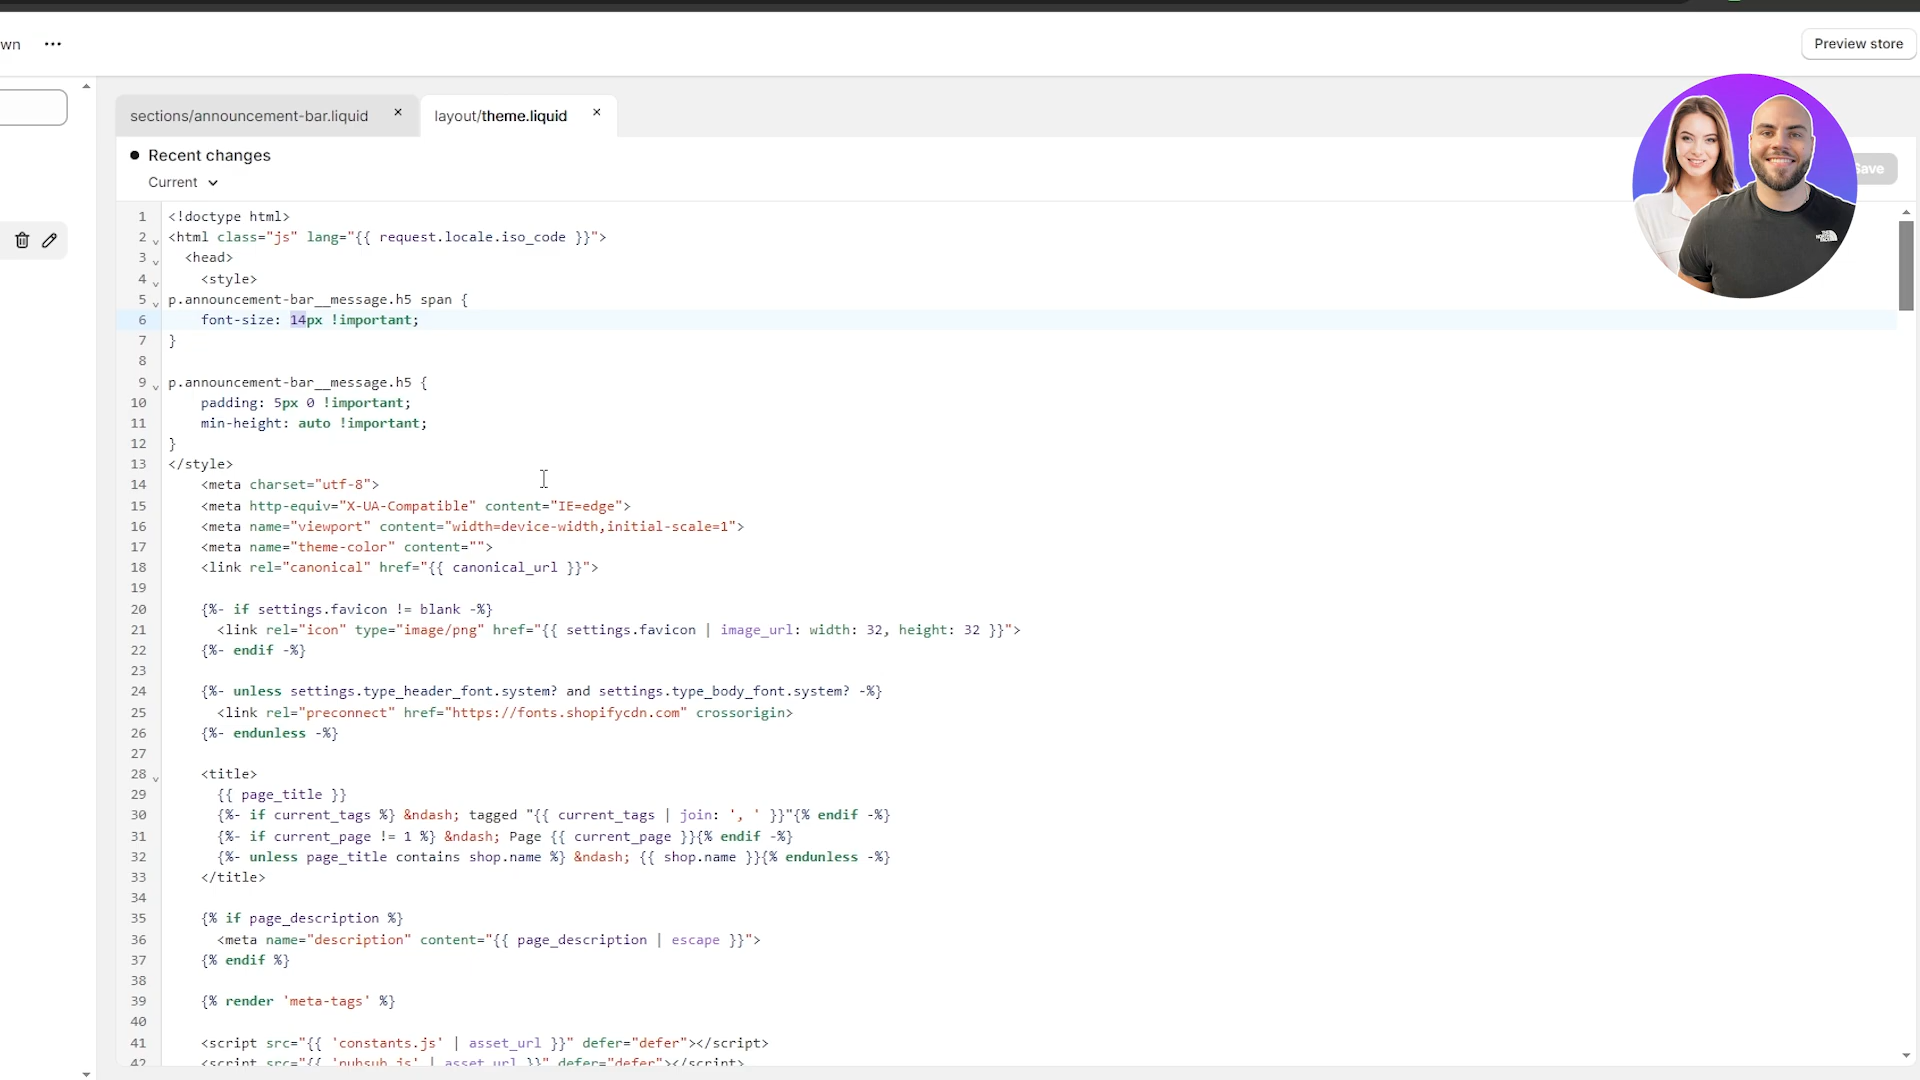 wn ...
Preview store
sections/announcement-bar.liquid × layout/theme.liquid ×
Recent changes
Current
Save
1 <!doctype html>
2 <html class="js" lang="{{ request.locale.iso_code }}">
3 <head>
4 <style>
5 p.announcement-bar__message.h5 span {
6 font-size: 14px !important;
7 }
8
9 p.announcement-bar__message.h5 {
10 padding: 5px 0 !important;
11 min-height: auto !important;
12 }
13 </style>
14 <meta charset="utf-8">
15 <meta http-equiv="X-UA-Compatible" content="IE=edge">
16 <meta name="viewport" content="width=device-width,initial-scale=1">
17 <meta name="theme-color" content="">
18 <link rel="canonical" href="{{ canonical_url }}">
19
20 {%- if settings.favicon != blank -%}
21 <link rel="icon" type="image/png" href="{{ settings.favicon | image_url: width: 32, height: 32 }}">
22 {%- endif -%}
23
24 {%- unless settings.type_header_font.system? and settings.type_body_font.system? -%}
25 <link rel="preconnect" href="https://fonts.shopifycdn.com" crossorigin>
26 {%- endunless -%}
27
28 <title>
29 {{ page_title }}
30 {%- if current_tags %} &ndash; tagged "{{ current_tags | join: ', ' }}"{% endif -%}
31 {%- if current_page != 1 %} &ndash; Page {{ current_page }}{% endif -%}
32 {%- unless page_title contains shop.name %} &ndash; {{ shop.name }}{% endunless -%}
33 </title>
34
35 {% if page_description %}
36 <meta name="description" content="{{ page_description | escape }}">
37 {% endif %}
38
39 {% render 'meta-tags' %}
40
41 <script src="{{ 'constants.js' | asset_url }}" defer="defer"></script>
42 <script src="{{ 'pubsub.js' | asset_url }}" defer="defer"></script>